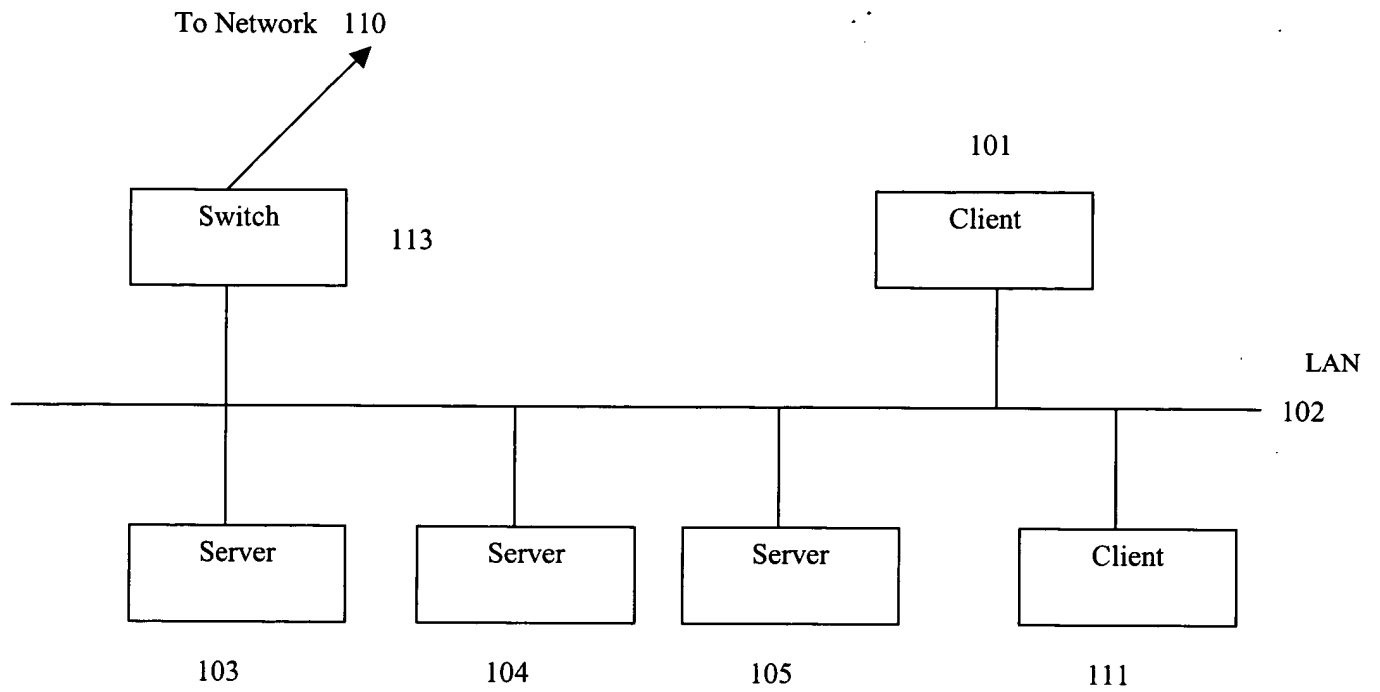 To Network 110
101
Switch
Client
113
LAN
102
Server
Server
Server
Client
103
104
105
111